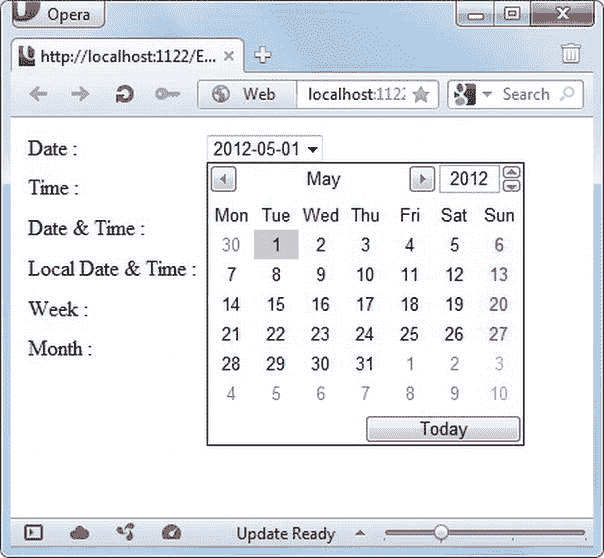 Opera
http://localhost:1122/E...
Web localhost:1122 Search
Date : 2012-05-01
Time :
Date & Time :
Local Date & Time :
Week :
Month :
May 2012
Mon Tue Wed Thu Fri Sat Sun
30 1 2 3 4 5 6
7 8 9 10 11 12 13
14 15 16 17 18 19 20
21 22 23 24 25 26 27
28 29 30 31 1 2 3
4 5 6 7 8 9 10
Today
Update Ready